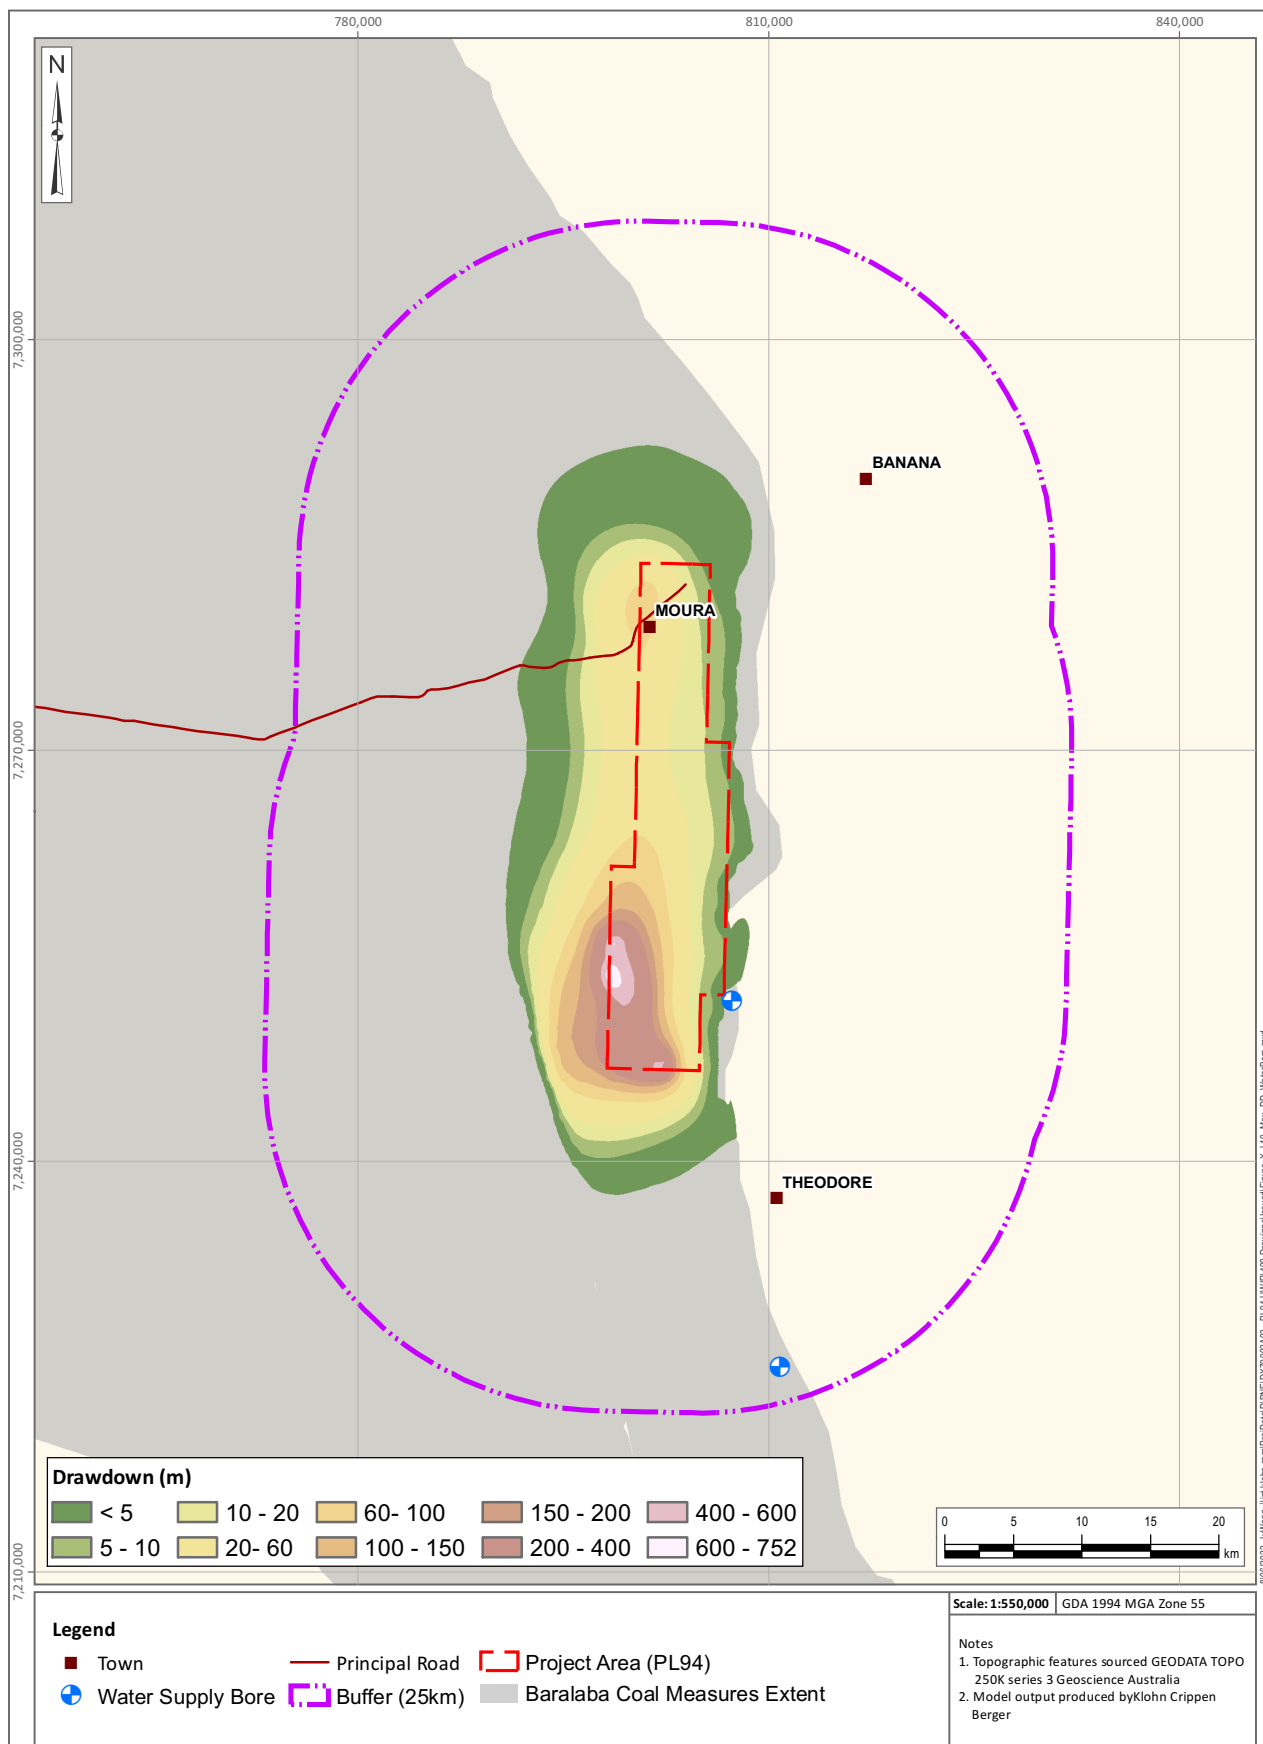 780,000
810,000
840,000
N
7,300,000
7,270,000
7,240,000
7,210,000
BANANA
MOURA
THEODORE
Drawdown (m)
< 5
10 - 20
60- 100
150 - 200
400 - 600
5 - 10
20- 60
100 - 150
200 - 400
600 - 752
0 5 10 15 20
km
Legend
Town
Principal Road
Project Area (PL94)
Water Supply Bore
Buffer (25km)
Baralaba Coal Measures Extent
Scale: 1:550,000
GDA 1994 MGA Zone 55
Notes
1. Topographic features sourced GEODATA TOPO
250K series 3 Geoscience Australia
2. Model output produced byKlohn Crippen
Berger